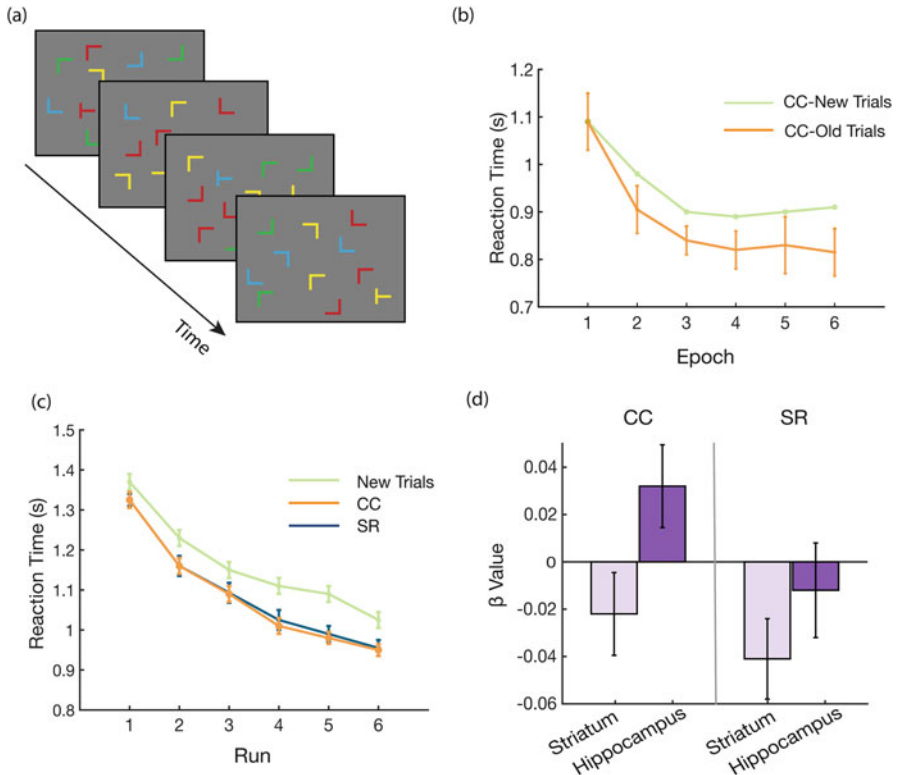 (a)
Time
(b)
1.2
1.1
1
0.9
0.8
0.7
Reaction Time (s)
CC-New Trials
CC-Old Trials
1 2 3 4 5 6
Epoch
(c)
1.5
1.4
1.3
1.2
1.1
1
0.9
0.8
Reaction Time (s)
New Trials
CC
SR
1 2 3 4 5 6
Run
(d)
CC SR
0.04
0.02
0
-0.02
-0.04
-0.06
β Value
Striatum
Hippocampus
Striatum
Hippocampus